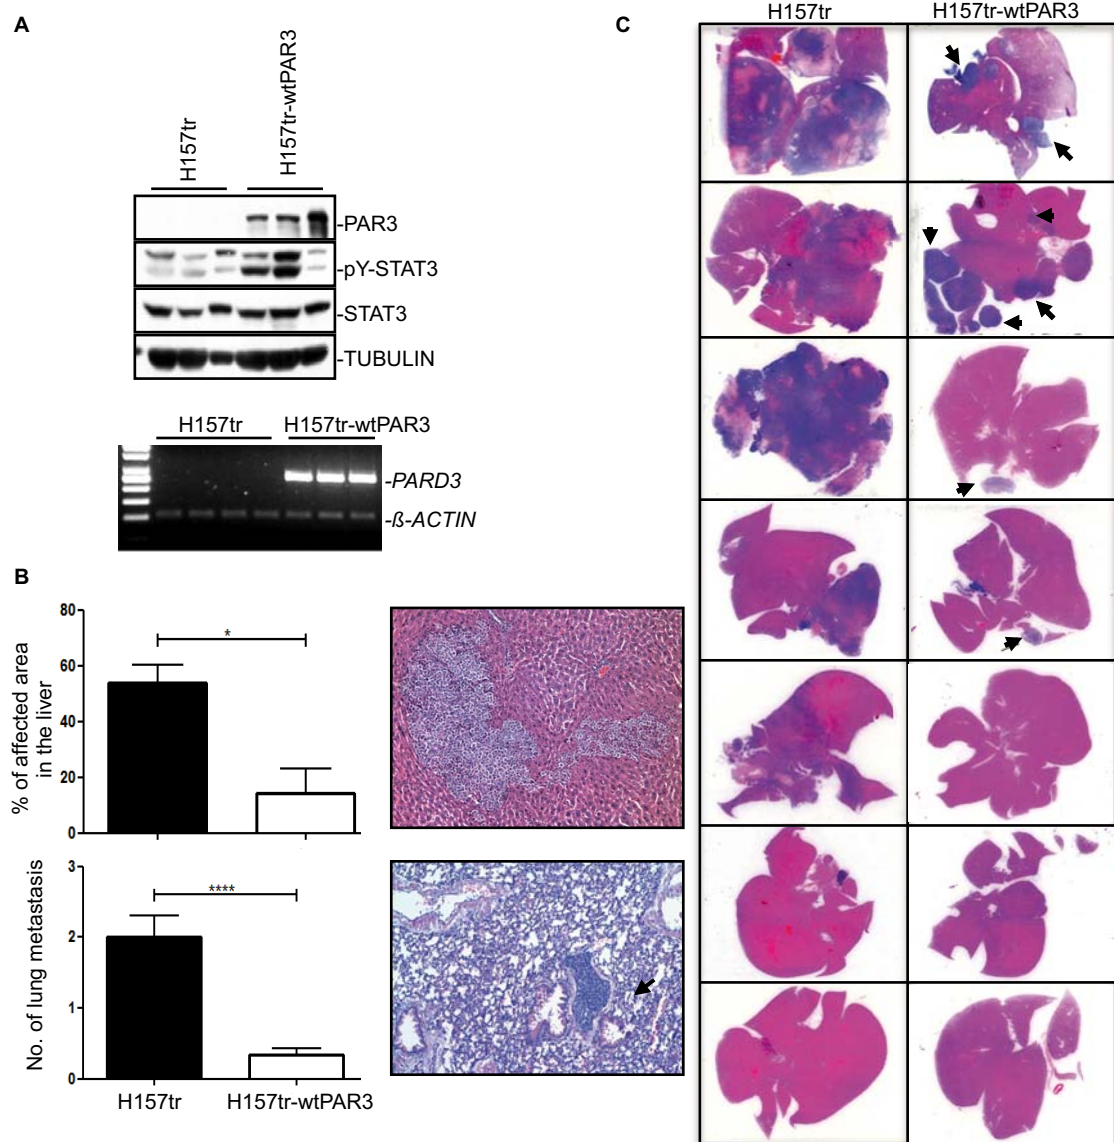 A
H157tr
H157tr-wtPAR3
-PAR3
-pY-STAT3
-STAT3
-TUBULIN
H157tr
H157tr-wtPAR3
-PARD3
-ß-ACTIN
B
80
60
40
20
0
% of affected area
in the liver
*
3
2
1
0
No. of lung metastasis
****
H157tr
H157tr-wtPAR3
C
H157tr
H157tr-wtPAR3